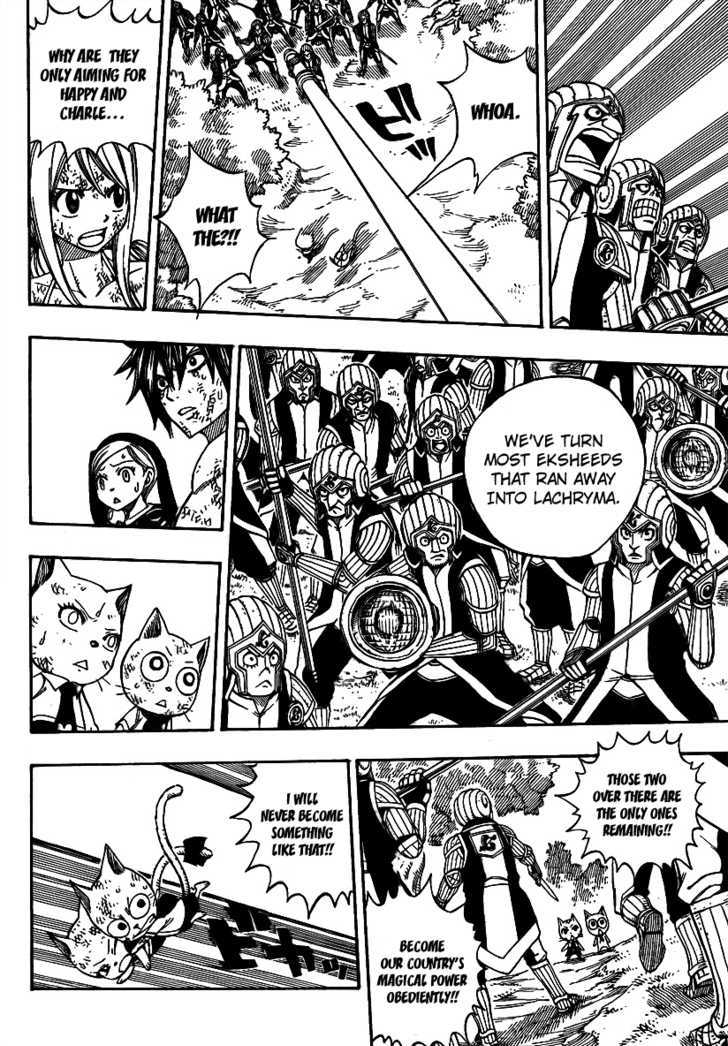 WHOA.
ビッ
WHAT
THE?!!
WHY ARE THEY
ONLY AIMING FOR
HAPPY AND
CHARLE...
WE'VE TURN
MOST EKSHEEDS
THAT RAN AWAY
INTO LACHRYMA.
THOSE TWO
OVER THERE ARE
THE ONLY ONES
REMAINING!!
BECOME
OUR COUNTRY'S
MAGICAL POWER
OBEDIENTLY!!
I WILL
NEVER BECOME
SOMETHING
LIKE THAT!!